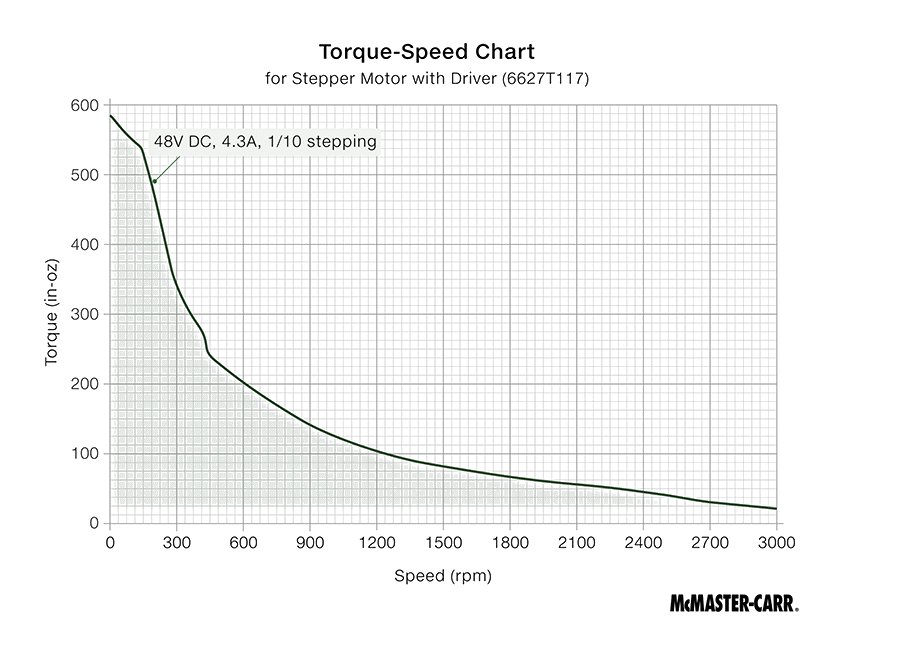 Torque-Speed Chart
for Stepper Motor with Driver (6627T117)
600
48V DC, 4.3A, 1/10 stepping
500
400
Torque (in-oz)
300
200
100
0
0 300 600 900 1200 1500 1800 2100 2400 2700 3000
Speed (rpm)
McMASTER-CARR®